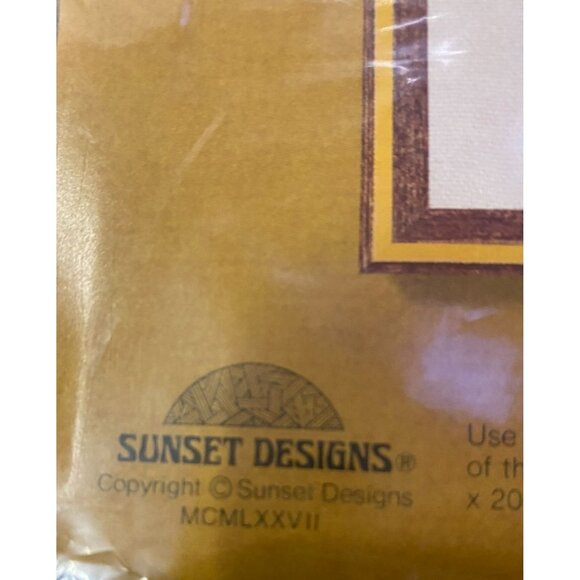 SUNSET DESIGNS®
Copyright © Sunset Designs
MCMLXXVII
Use
of th
x 20